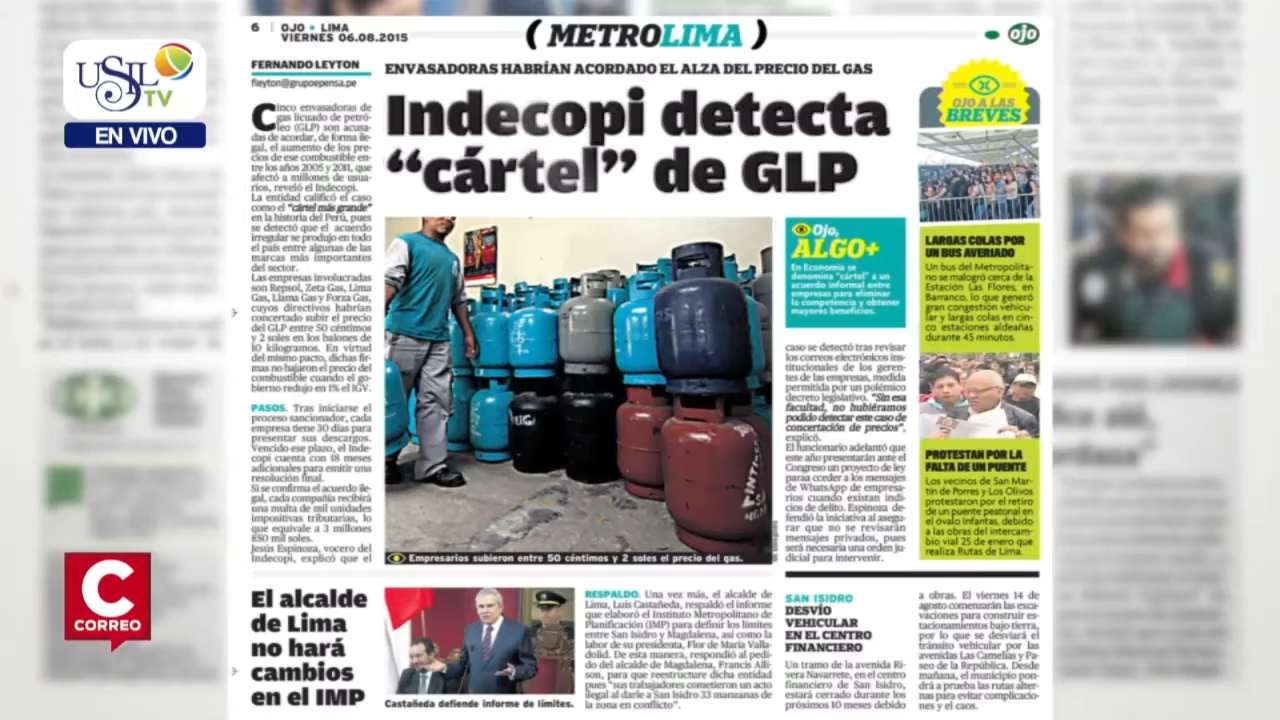 USIL
TV
EN VIVO
C
CORREO
6 OJO • LIMA
VIERNES 06.08.2015
( METROLIMA )
ojo
FERNANDO LEYTON
fleyton@grupoepensa.pe
Cinco envasadoras de
gas licuado de petró-
leo (GLP) son acusa-
das de acordar, de forma ile-
gal, el aumento de los pre-
cios de ese combustible en-
tre los años 2005 y 2011, que
afectó a millones de usua-
rios, reveló el Indecopi.
La entidad calificó el caso
como el "cártel más grande"
en la historia del Perú, pues
se detectó que el acuerdo
irregular se produjo en todo
el país entre algunas de las
marcas más importantes
del sector.
Las empresas involucradas
son Repsol, Zeta Gas, Lima
Gas, Llama Gas y Forza Gas,
cuyos directivos habrían
concertado subir el precio
del GLP entre 50 céntimos y
2 soles en los balones de
10 kilogramos. En virtud
del mismo pacto, dichas fir-
mas no bajaron el precio del
combustible cuando el go-
bierno redujo en 1% el IGV.
PASOS. Tras iniciarse el
proceso sancionador, cada
empresa tiene 30 días para
presentar sus descargos.
Vencido ese plazo, el Inde-
copi cuenta con 18 meses
adicionales para emitir una
resolución final.
Si se confirma el acuerdo ile-
gal, cada compañía recibirá
una multa de mil unidades
impositivas tributarias, lo
que equivale a 3 millones
850 mil soles.
Jesús Espinoza, vocero del
Indecopi, explicó que el
ENVASADORAS HABRÍAN ACORDADO EL ALZA DEL PRECIO DEL GAS
Indecopi detecta
"cártel" de GLP
Empresarios subieron entre 50 céntimos y 2 soles el precio del gas.
Ojo,
ALGO+
En Economía se
denomina "cártel" a un
acuerdo informal entre
empresas para eliminar
la competencia y obtener
mayores beneficios.
caso se detectó tras revisar
los correos electrónicos ins-
titucionales de los geren-
tes de las empresas, medida
permitida por un polémico
decreto legislativo. "Sin esa
facultad, no hubiéramos
podido detectar este caso de
concertación de precios",
explicó.
El funcionario adelantó que
este año presentarán ante el
Congreso un proyecto de ley
paraa cceder a los mensajes
de WhatsApp de empresa-
rios cuando existan indi-
cios de delito. Espinoza de-
fendió la iniciativa al asegu-
rar que no se revisarán
mensajes privados, pues
será necesaria una orden ju-
dicial para intervenir.
OJO A LAS
BREVES
LARGAS COLAS POR
UN BUS AVERIADO
Un bus del Metropolita-
no se malogró cerca de la
Estación Las Flores, en
Barranco, lo que generó
gran congestión vehicu-
lar y largas colas en cin-
co estaciones aldeañas
durante 45 minutos.
PROTESTAN POR LA
FALTA DE UN PUENTE
Los vecinos de San Mar-
tín de Porres y Los Olivos
protestaron por el retiro
de un puente peatonal en
el óvalo Infantas, debido
a las obras del intercam-
bio vial 25 de enero que
realiza Rutas de Lima.
El alcalde
de Lima
no hará
cambios
en el IMP
Castañeda defiende informe de límites.
RESPALDO. Una vez más, el alcalde de
Lima, Luis Castañeda, respaldó el informe
que elaboró el Instituto Metropolitano de
Planificación (IMP) para definir los límites
entre San Isidro y Magdalena, así como la
labor de su presidenta, Flor de María Valla-
dolid. De esta manera, respondió al pedi-
do del alcalde de Magdalena, Francis Alli-
son, para que reestructure dicha entidad
pues "sus trabajadores cometieron un acto
ilegal al darle a San Isidro 33 manzanas de
la zona en conflicto".
SAN ISIDRO
DESVÍO
VEHICULAR
EN EL CENTRO
FINANCIERO
Un tramo de la avenida Ri-
vera Navarrete, en el centro
financiero de San Isidro,
estará cerrado durante los
próximos 10 meses debido
a obras. El viernes 14 de
agosto comenzarán las exca-
vaciones para construir es-
tacionamientos bajo tierra,
por lo que se desviará el
tránsito vehicular por las
avenidas Las Camelias y Pa-
seo de la República. Desde
mañana, el municipio pon-
drá a prueba las rutas alter-
nas para evitar complicacio-
nes y el caos.